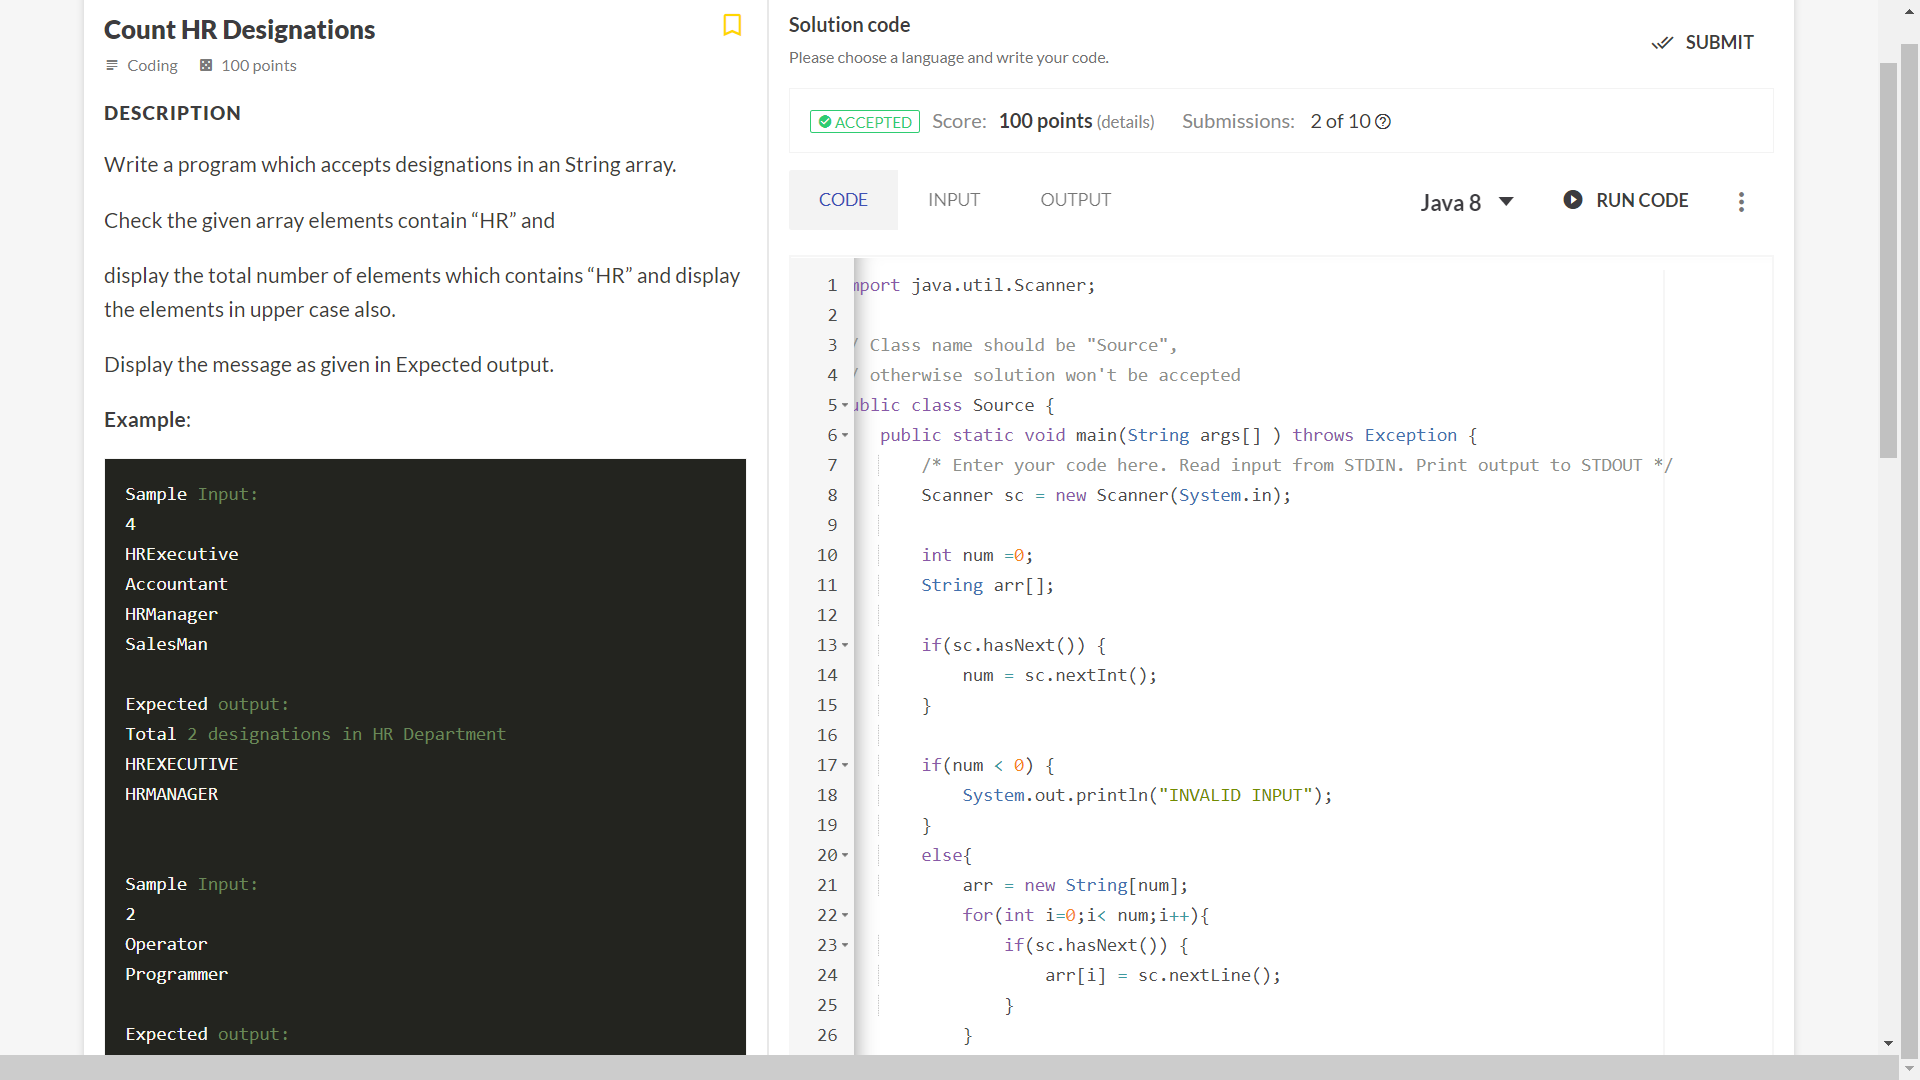 Count HR Designations
Coding 100 points
DESCRIPTION
Write a program which accepts designations in an String array.
Check the given array elements contain “HR” and
display the total number of elements which contains “HR” and display
the elements in upper case also.
Display the message as given in Expected output.
Example:
Sample Input:
4
HRExecutive
Accountant
HRManager
SalesMan
Expected output:
Total 2 designations in HR Department
HREXECUTIVE
HRMANAGER
Sample Input:
2
Operator
Programmer
Expected output:
Solution code
Please choose a language and write your code.
SUBMIT
ACCEPTED Score: 100 points (details) Submissions: 2 of 10
CODE INPUT OUTPUT Java 8 RUN CODE
1 mport java.util.Scanner;
2
3 / Class name should be "Source",
4 / otherwise solution won't be accepted
5 ublic class Source {
6 public static void main(String args[] ) throws Exception {
7 /* Enter your code here. Read input from STDIN. Print output to STDOUT */
8 Scanner sc = new Scanner(System.in);
9
10 int num =0;
11 String arr[];
12
13 if(sc.hasNext()) {
14 num = sc.nextInt();
15 }
16
17 if(num < 0) {
18 System.out.println("INVALID INPUT");
19 }
20 else{
21 arr = new String[num];
22 for(int i=0;i< num;i++){
23 if(sc.hasNext()) {
24 arr[i] = sc.nextLine();
25 }
26 }